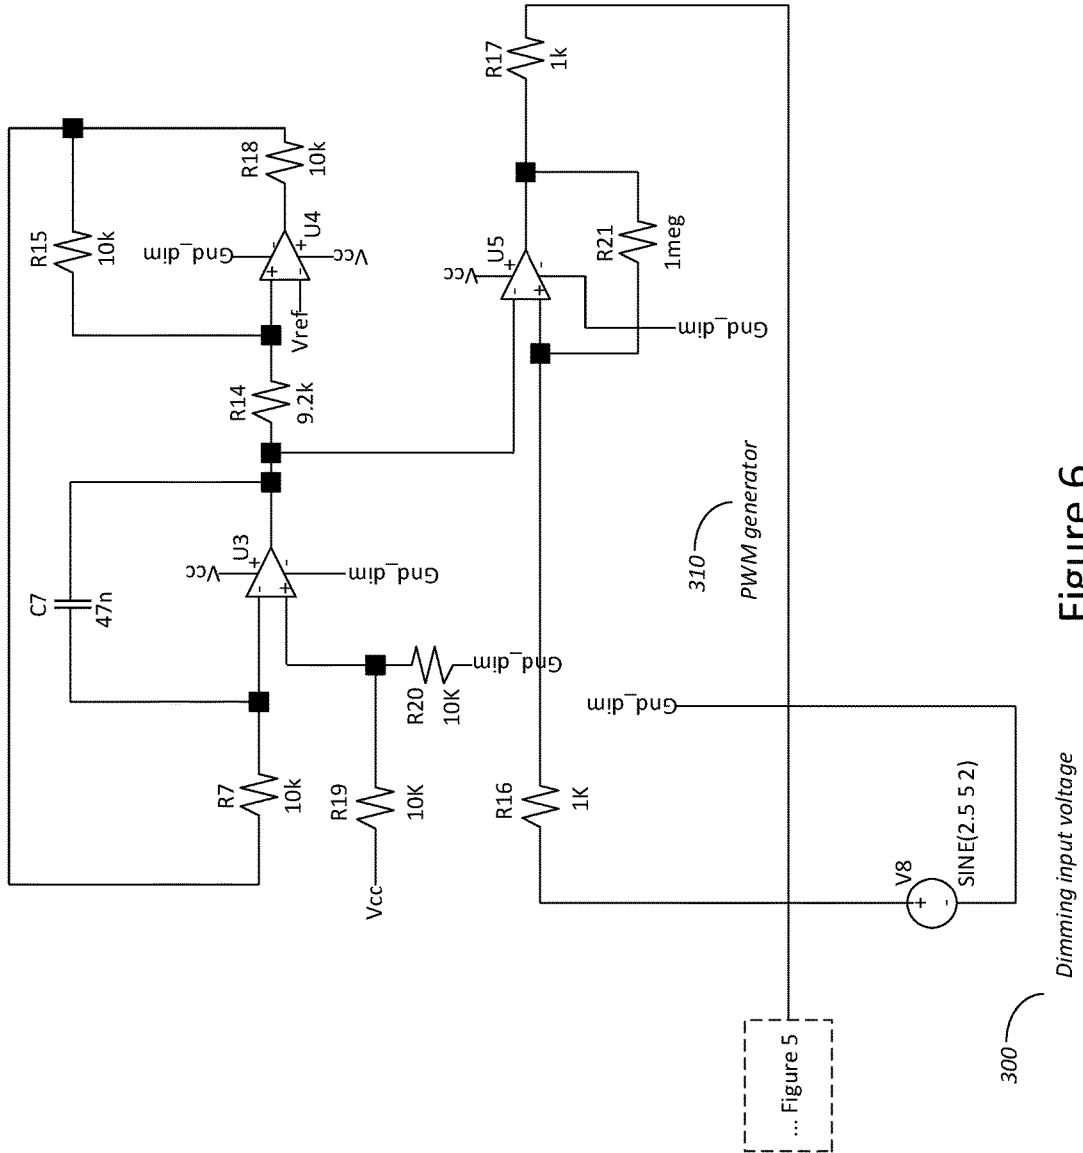 R17
1k
R18
10k
R15
10k
Gnd_dim
U4
Vcc
Vref
R14
9.2k
Vcc
U5
R21
1meg
Gnd_dim
C7
47n
Vcc
U3
Gnd_dim
R20
10K
Gnd_dim
R7
10k
R19
10K
Vcc
R16
1K
310
PWM generator
Gnd_dim
V8
SINE(2.5 5 2)
300
Dimming input voltage
... Figure 5
Figure 6
+
-
+
-
+
-
+
-
+
-
+
-
+
-